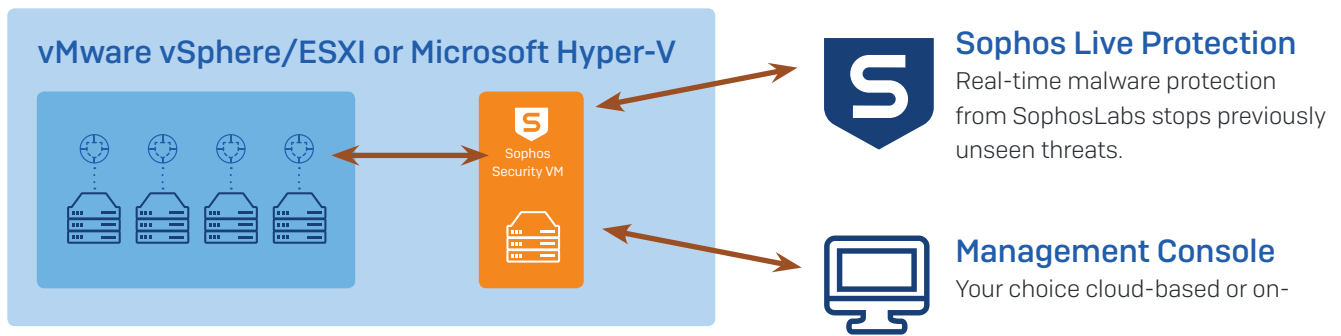 vMware vSphere/ESXI or Microsoft Hyper-V
S
Sophos
Security VM
S
Sophos Live Protection
Real-time malware protection
from SophosLabs stops previously
unseen threats.
Management Console
Your choice cloud-based or on-